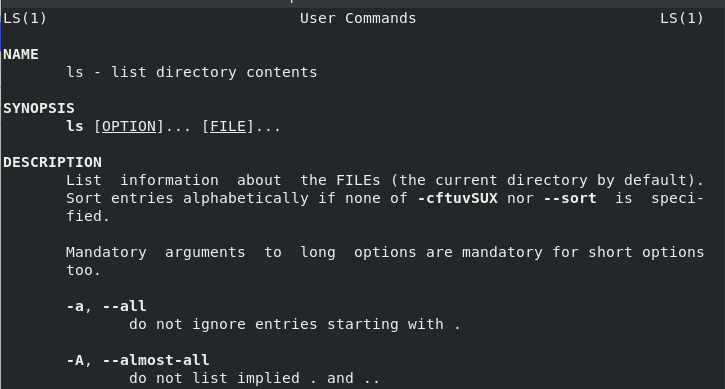 LS(1) User Commands LS(1)
NAME
ls - list directory contents
SYNOPSIS
ls [OPTION]... [FILE]...
DESCRIPTION
List information about the FILEs (the current directory by default).
Sort entries alphabetically if none of -cftuvSUX nor --sort is speci-
fied.
Mandatory arguments to long options are mandatory for short options
too.
-a, --all
do not ignore entries starting with .
-A, --almost-all
do not list implied . and ..